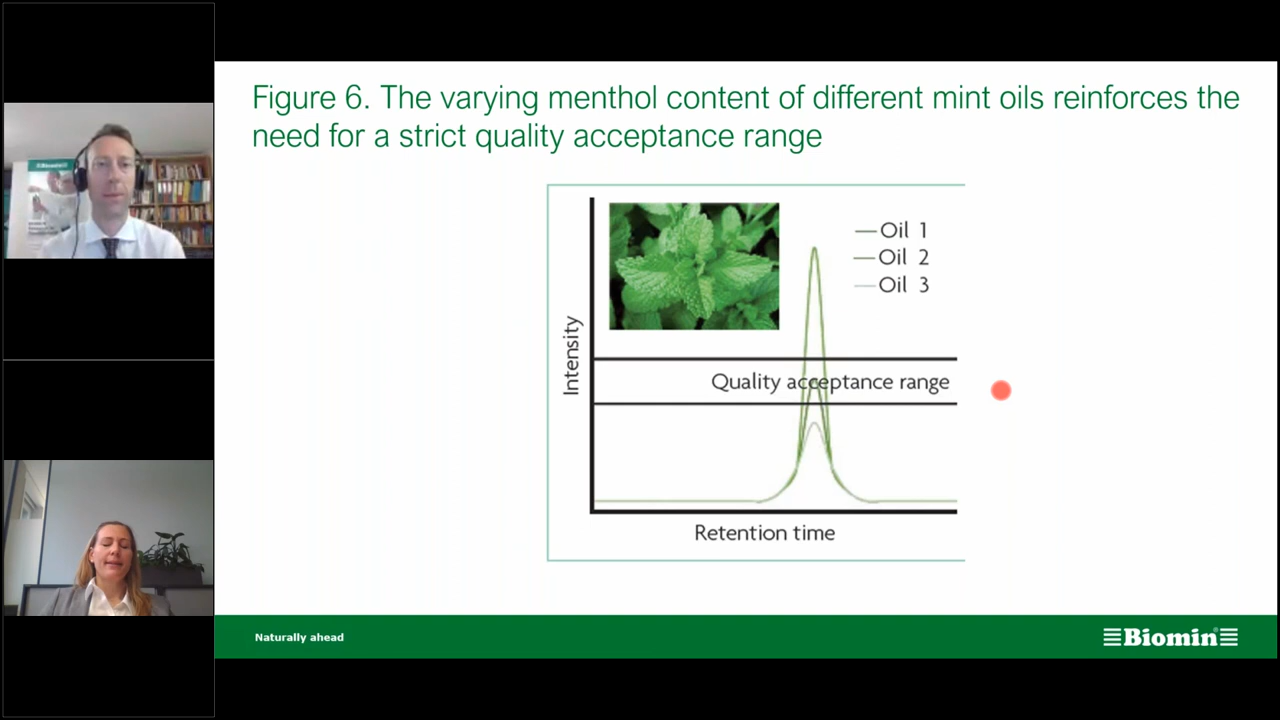 Figure 6. The varying menthol content of different mint oils reinforces the
need for a strict quality acceptance range
Oil 1
Oil 2
Oil 3
Intensity
Quality acceptance range
Retention time
Naturally ahead
Biomin®